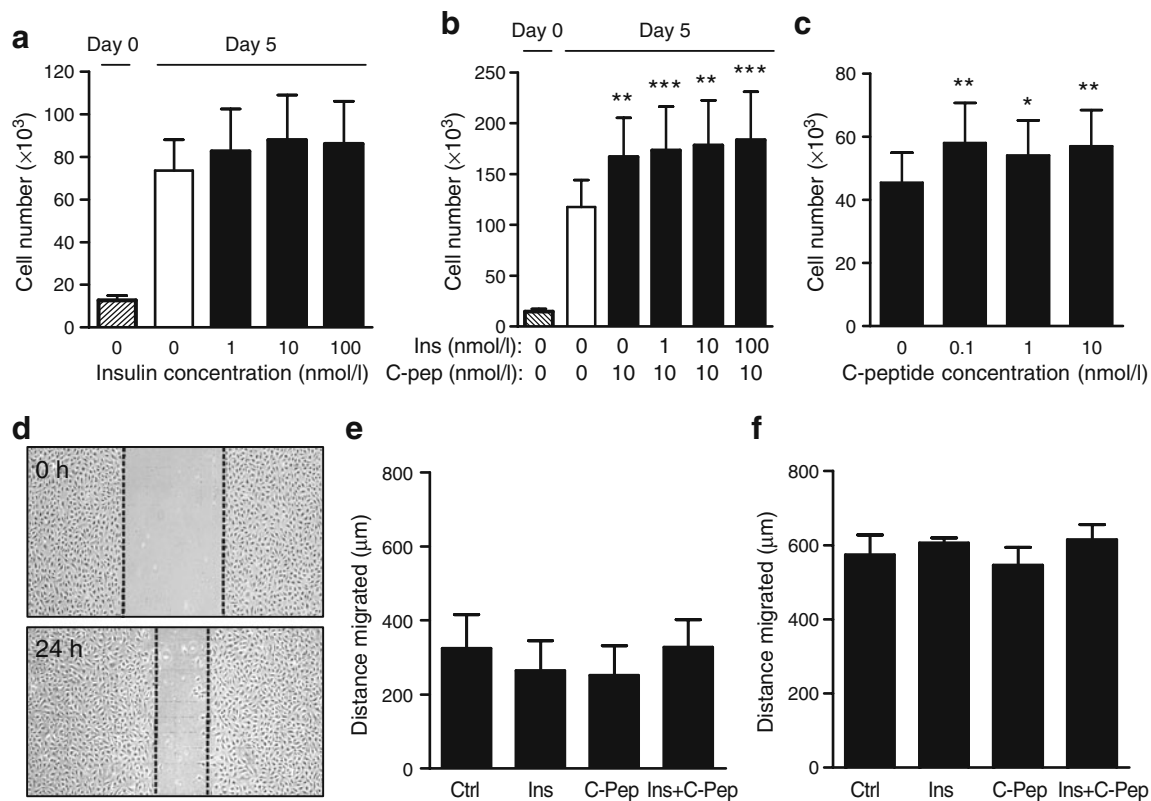 a
Day 0 Day 5
120
100
80
60
40
20
0
Cell number (×10³)
0 0 1 10 100
Insulin concentration (nmol/l)
b
Day 0 Day 5
250
200
150
100
50
0
Cell number (×10³)
** *** ** ***
Ins (nmol/l): 0 0 0 1 10 100
C-pep (nmol/l): 0 0 10 10 10 10
c
80
60
40
20
0
Cell number (×10³)
** * **
0 0.1 1 10
C-peptide concentration (nmol/l)
d
0 h
24 h
e
800
600
400
200
0
Distance migrated (μm)
Ctrl Ins C-Pep Ins+C-Pep
f
800
600
400
200
0
Distance migrated (μm)
Ctrl Ins C-Pep Ins+C-Pep